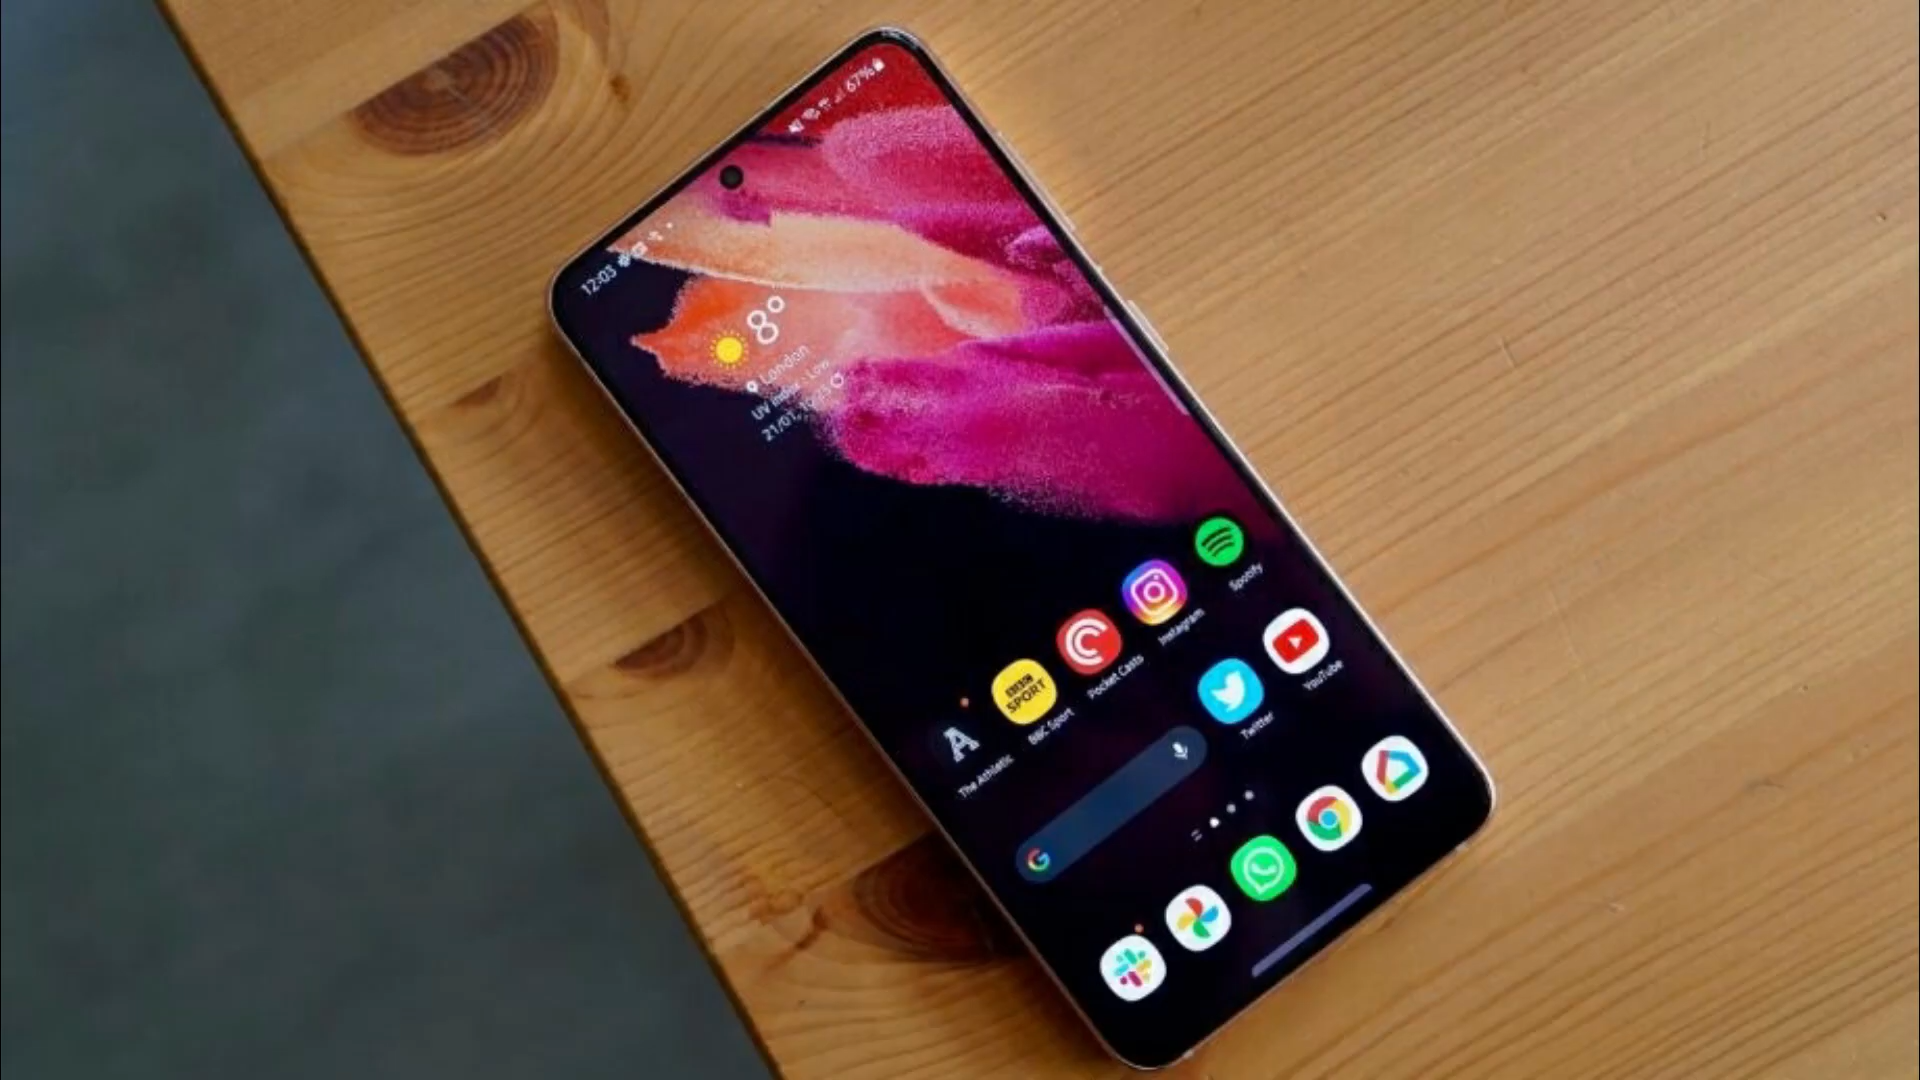 12:03
67%
8°
London
UV index · Low
Spotify
Instagram
Pocket Casts
BBC Sport
BBC
SPORT
The Athletic
A
YouTube
Twitter
G